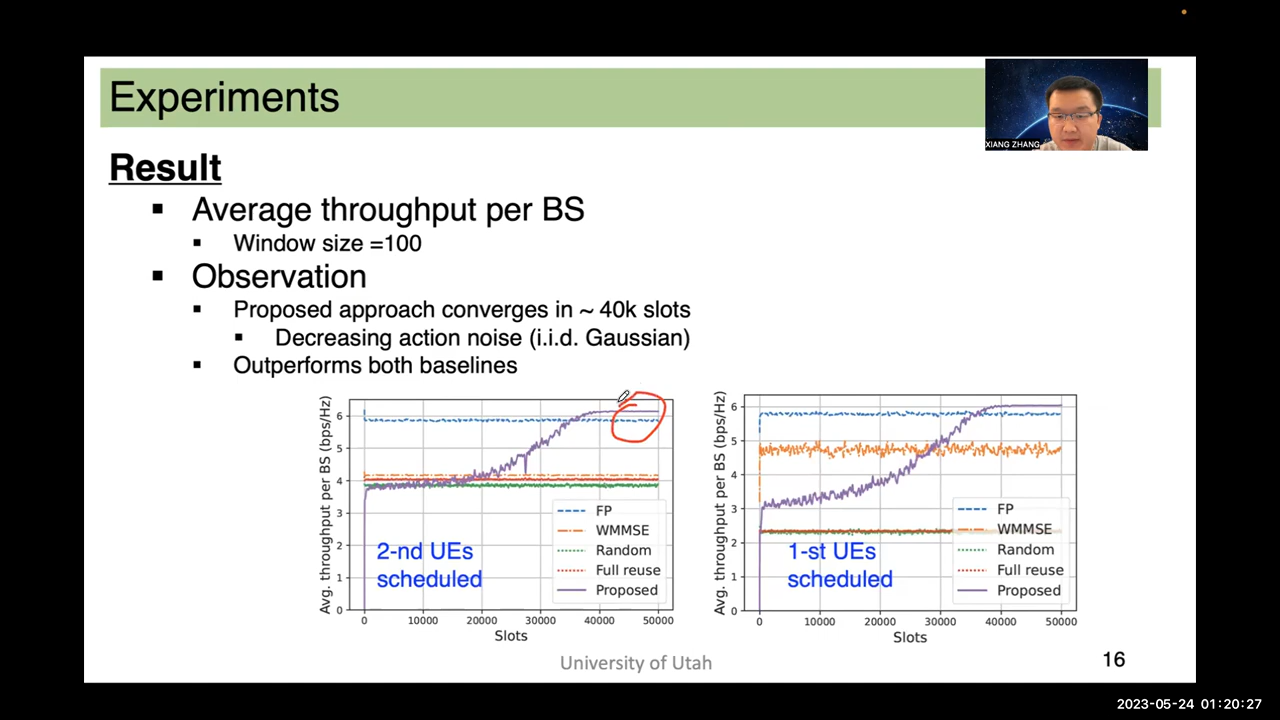 Experiments
XIANG ZHANG
Result
Average throughput per BS
Window size =100
Observation
Proposed approach converges in ~ 40k slots
Decreasing action noise (i.i.d. Gaussian)
Outperforms both baselines
Avg. throughput per BS (bps/Hz)
6
5
4
3
2
1
0
0 10000 20000 30000 40000 50000
Slots
2-nd UEs
scheduled
FP
WMMSE
Random
Full reuse
Proposed
Avg. throughput per BS (bps/Hz)
6
5
4
3
2
1
0
0 10000 20000 30000 40000 50000
Slots
1-st UEs
scheduled
FP
WMMSE
Random
Full reuse
Proposed
University of Utah
16
2023-05-24 01:20:27